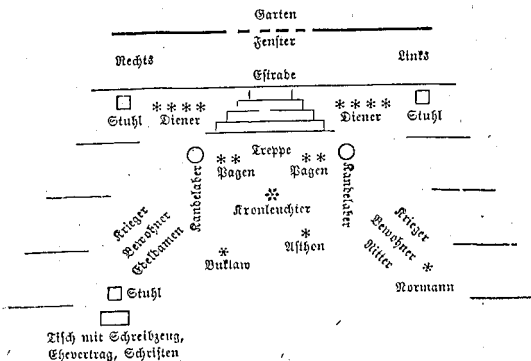 Garten
Fenster
Rechts
Links
Estrade
Stuhl
Diener
Diener
Stuhl
Treppe
Pagen
Pagen
Kandelaber
Kandelaber
Kronleuchter
Krieger
Bewohner
Edeldamen
Krieger
Bewohner
Ritter
Buklaw
Asthon
Normann
Stuhl
Tisch mit Schreibzeug,
Ehevertrag, Schriften